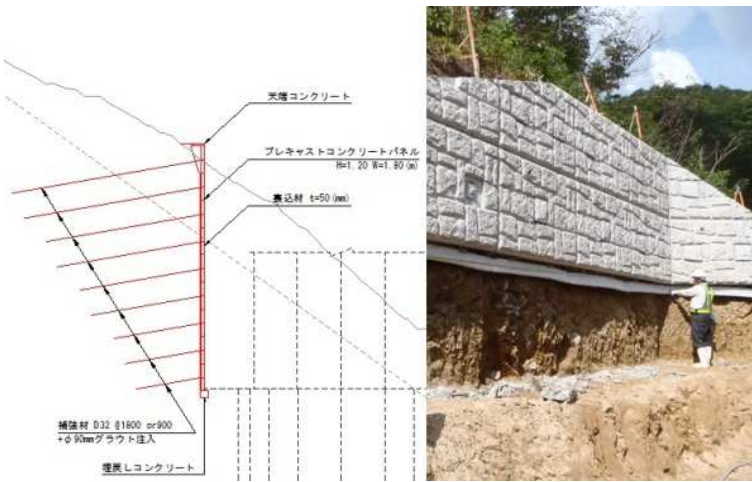 天端コンクリート
プレキャストコンクリートパネル
H=1.20 W=1.80(m)
裏込材 t=50(mm)
補強材 D32 @1800 or900
+φ90mmグラウト注入
埋戻しコンクリート